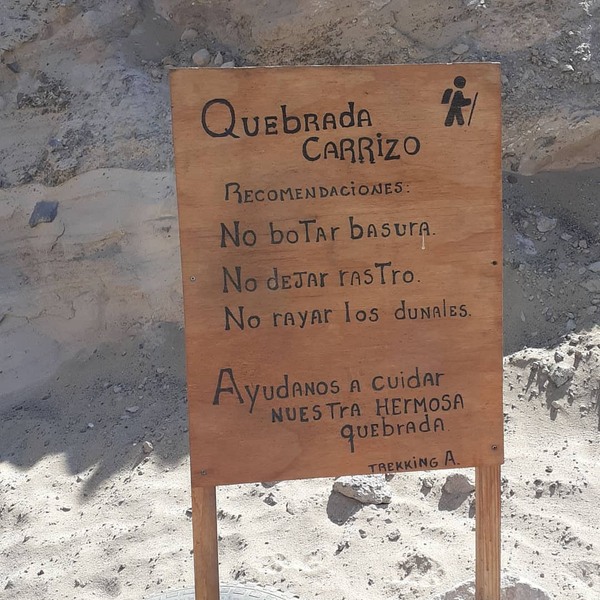 Quebrada
Carrizo
Recomendaciones:
No botar basura.
No dejar rastro.
No rayar los dunales.
Ayudanos a cuidar
nuestra hermosa
quebrada
Trekking A.